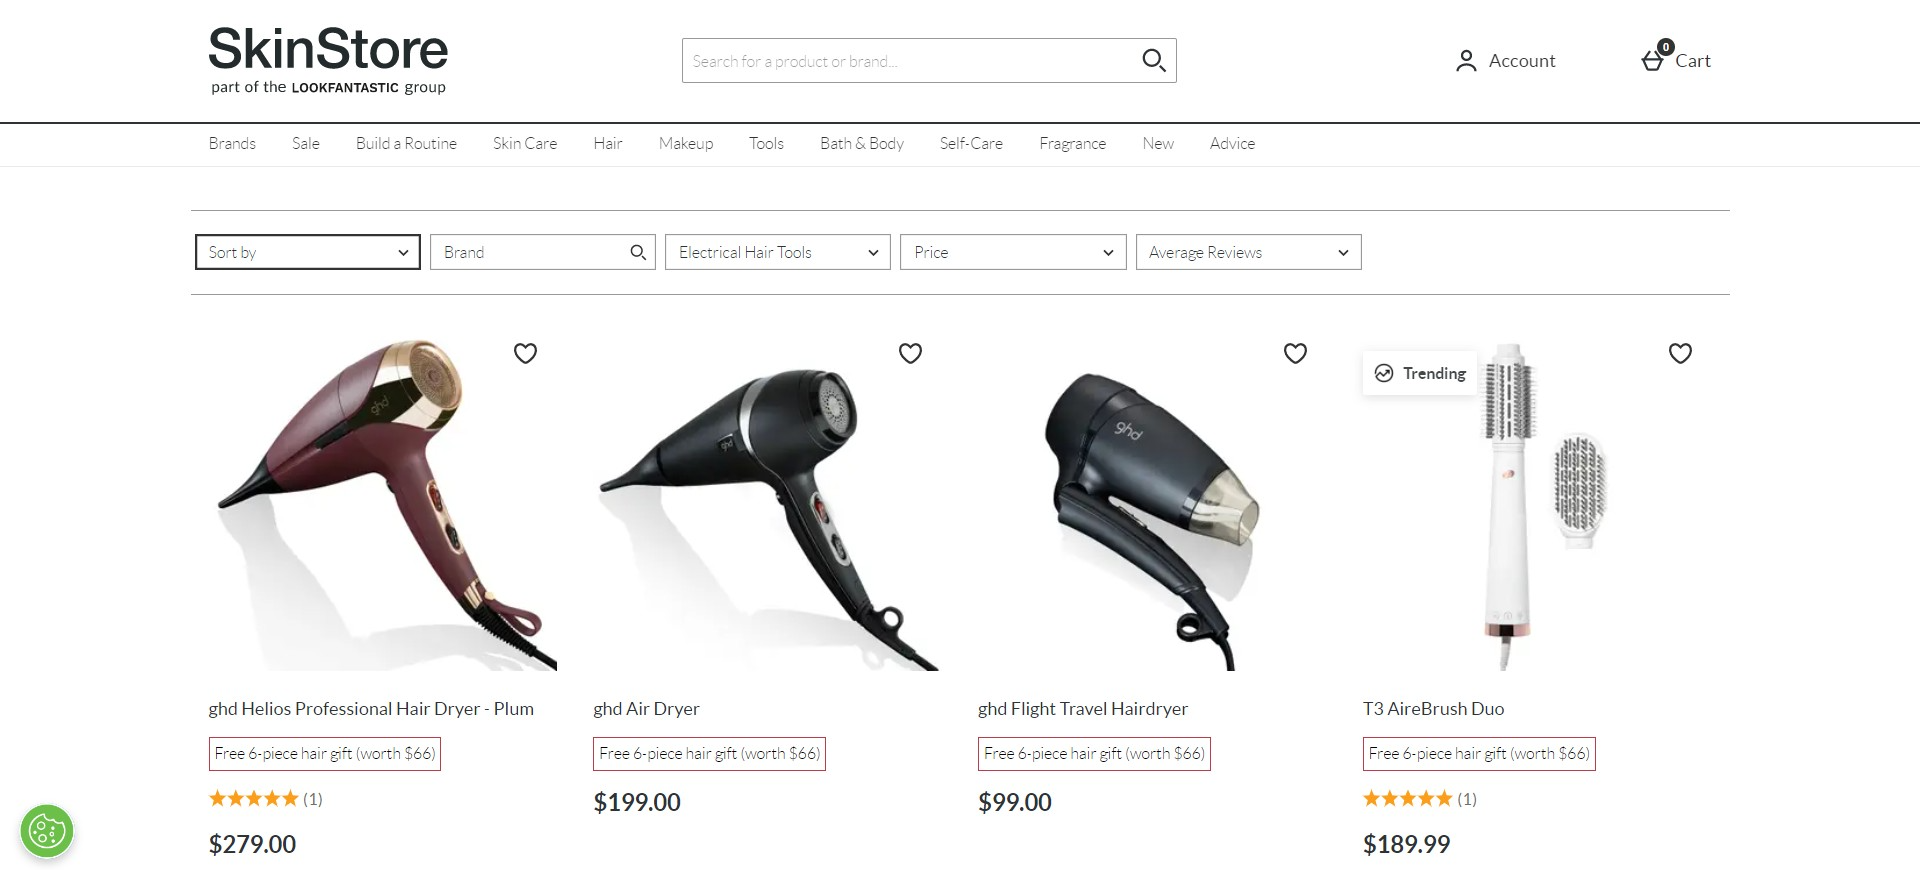 SkinStore
part of the LOOKFANTASTIC group
Search for a product or brand...
Account
0
Cart
Brands
Sale
Build a Routine
Skin Care
Hair
Makeup
Tools
Bath & Body
Self-Care
Fragrance
New
Advice
Sort by
Brand
Electrical Hair Tools
Price
Average Reviews
ghd
ghd
ghd
Trending
ghd Helios Professional Hair Dryer - Plum
Free 6-piece hair gift (worth $66)
(1)
$279.00
ghd Air Dryer
Free 6-piece hair gift (worth $66)
$199.00
ghd Flight Travel Hairdryer
Free 6-piece hair gift (worth $66)
$99.00
T3 AireBrush Duo
Free 6-piece hair gift (worth $66)
(1)
$189.99